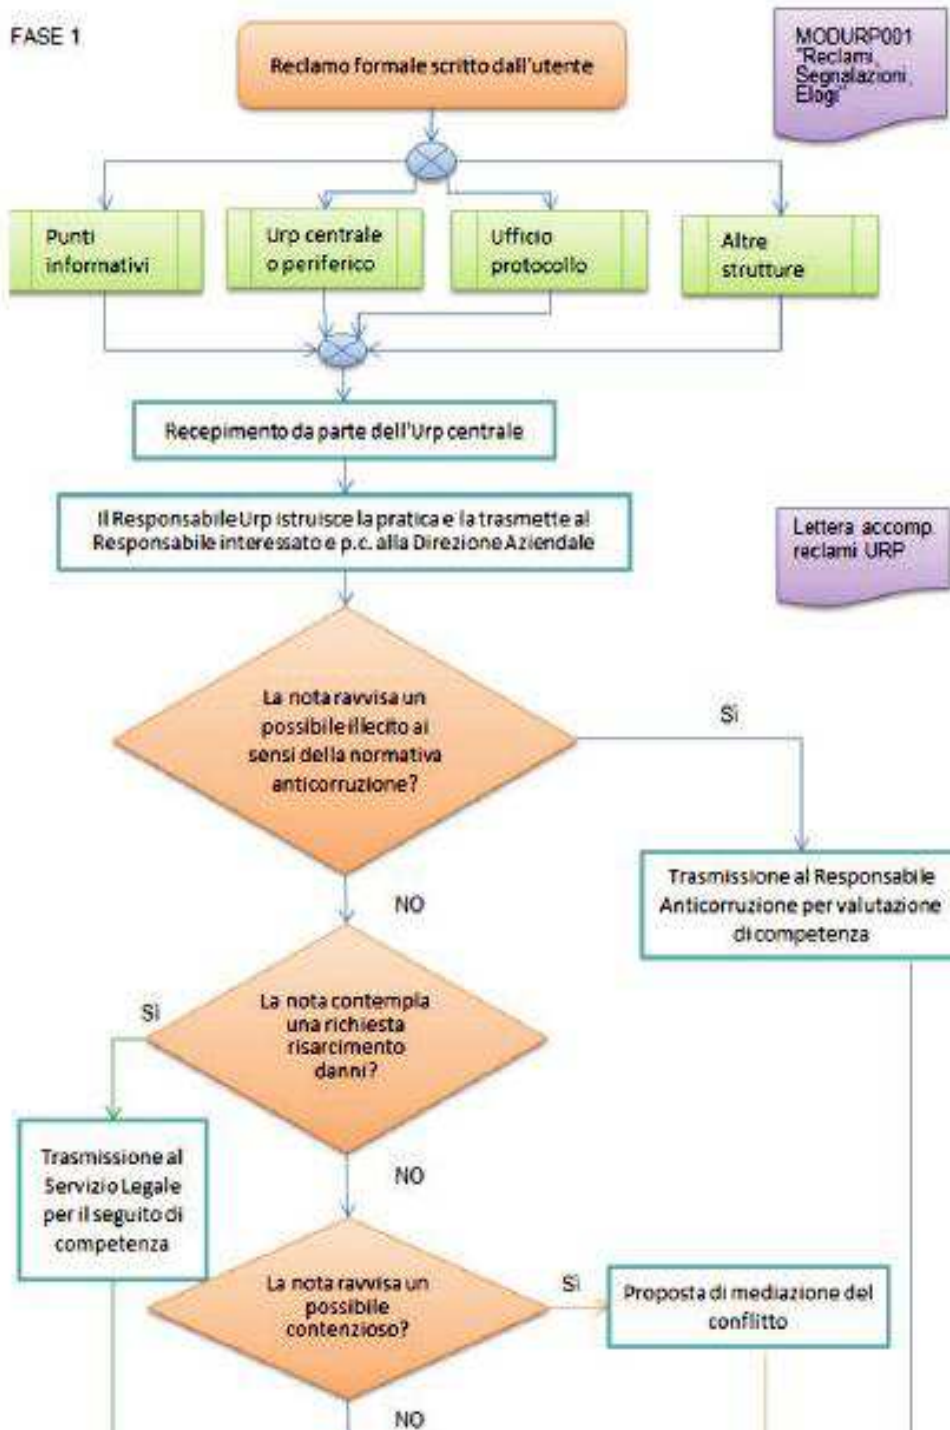 FASE 1
Reclamo formale scritto dall'utente
MODURP001
"Reclami,
Segnalazioni,
Elogi"
Punti
informativi
Urp centrale
o periferico
Ufficio
protocollo
Altre
strutture
Recepimento da parte dell'Urp centrale
Il Responsabile Urp istruisce la pratica e la trasmette al
Responsabile interessato e p.c. alla Direzione Aziendale
Lettera accomp.
reclami URP
La nota ravvisa un
possibile illecito ai
sensi della normativa
anticorruzione?
Sì
Trasmissione al Responsabile
Anticorruzione per valutazione
di competenza
NO
La nota contempla
una richiesta
risarcimento
danni?
Sì
Trasmissione al
Servizio Legale
per il seguito di
competenza
NO
La nota ravvisa un
possibile
contenzioso?
Sì
Proposta di mediazione del
conflitto
NO